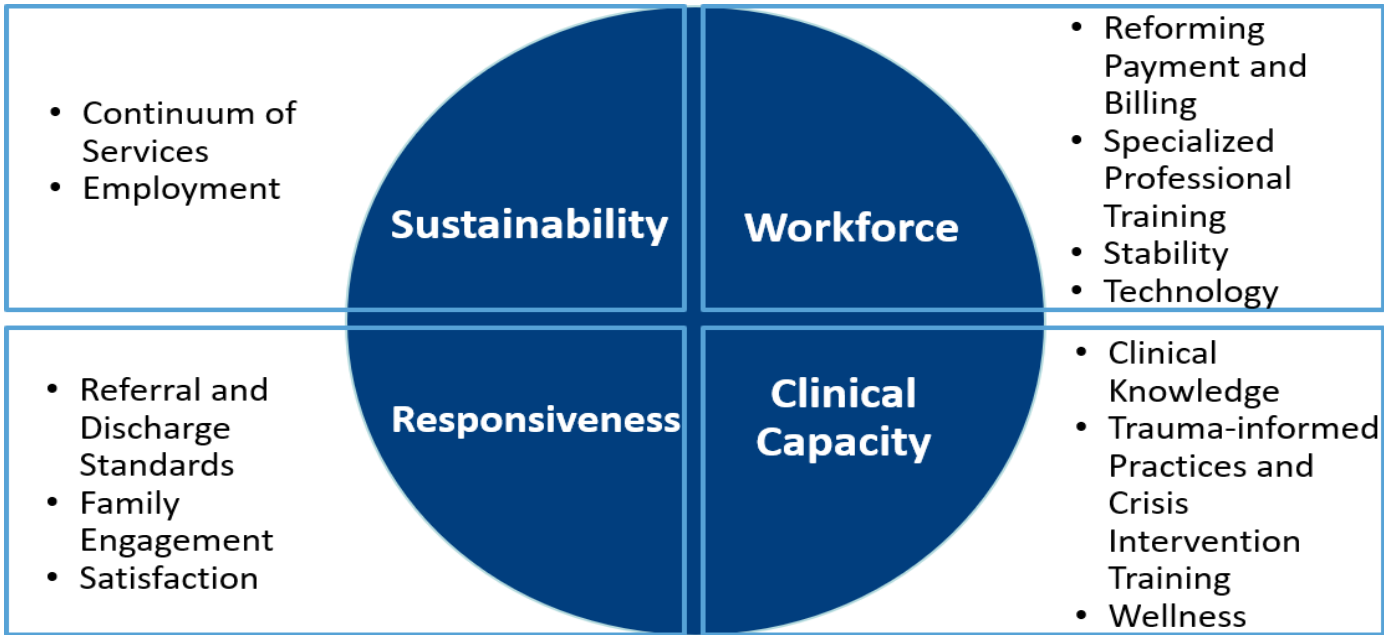 • Continuum of
Services
• Employment
Sustainability
Workforce
• Reforming
Payment and
Billing
• Specialized
Professional
Training
• Stability
• Technology
• Referral and
Discharge
Standards
• Family
Engagement
• Satisfaction
Responsiveness
Clinical
Capacity
• Clinical
Knowledge
• Trauma-informed
Practices and
Crisis
Intervention
Training
• Wellness